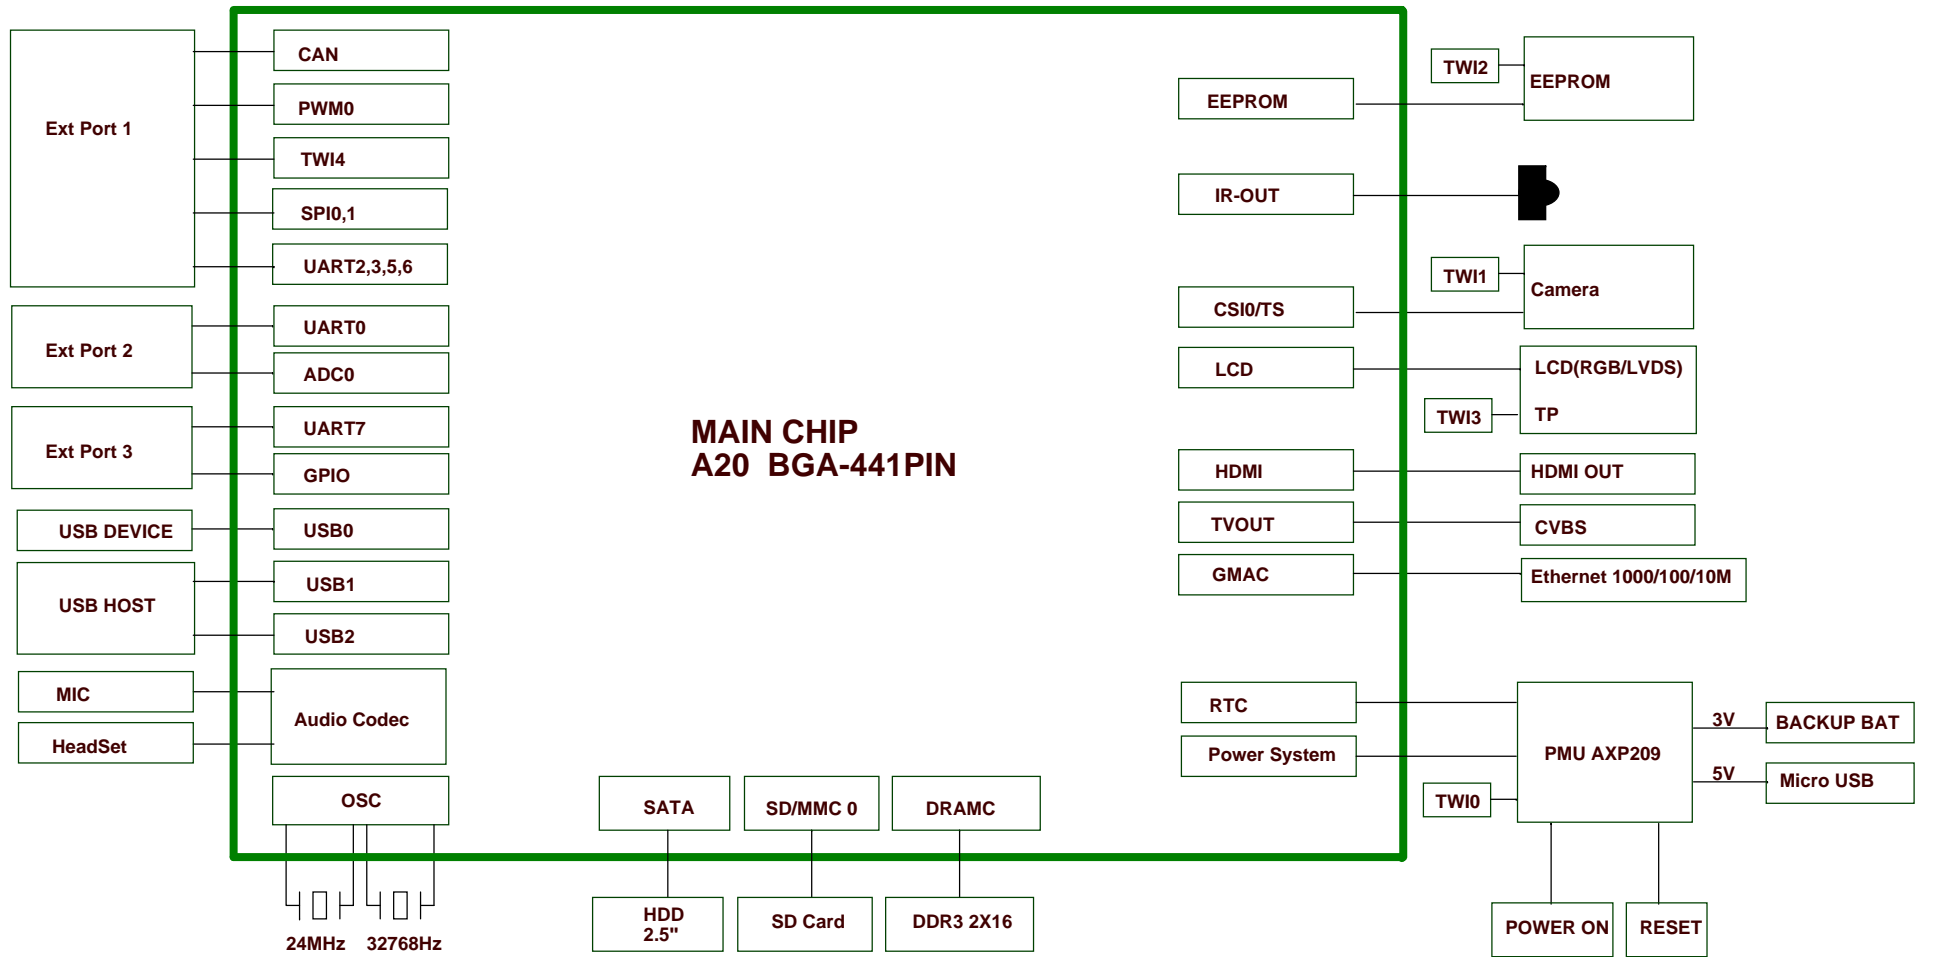 Ext Port 1
CAN
PWM0
TWI4
SPI0,1
UART2,3,5,6
Ext Port 2
UART0
ADC0
Ext Port 3
UART7
GPIO
USB DEVICE
USB0
USB HOST
USB1
USB2
MIC
HeadSet
Audio Codec
OSC
24MHz
32768Hz
MAIN CHIP
A20 BGA-441PIN
SATA
SD/MMC 0
DRAMC
HDD
2.5"
SD Card
DDR3 2X16
EEPROM
TWI2
EEPROM
IR-OUT
CSI0/TS
TWI1
Camera
LCD
LCD(RGB/LVDS)
TWI3
TP
HDMI
HDMI OUT
TVOUT
CVBS
GMAC
Ethernet 1000/100/10M
RTC
Power System
TWI0
PMU AXP209
3V
BACKUP BAT
5V
Micro USB
POWER ON
RESET